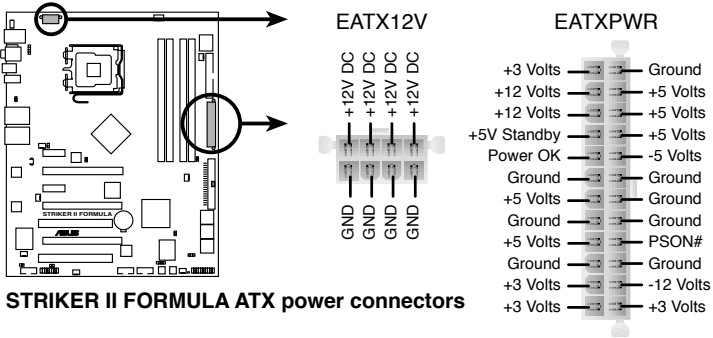 EATX12V
EATXPWR
+12V DC
+12V DC
+12V DC
+12V DC
GND
GND
GND
GND
+3 Volts
Ground
+12 Volts
+5 Volts
+12 Volts
+5 Volts
+5V Standby
+5 Volts
Power OK
-5 Volts
Ground
Ground
+5 Volts
Ground
Ground
Ground
+5 Volts
PSON#
Ground
Ground
+3 Volts
-12 Volts
+3 Volts
+3 Volts
STRIKER II FORMULA
ASUS
STRIKER II FORMULA ATX power connectors